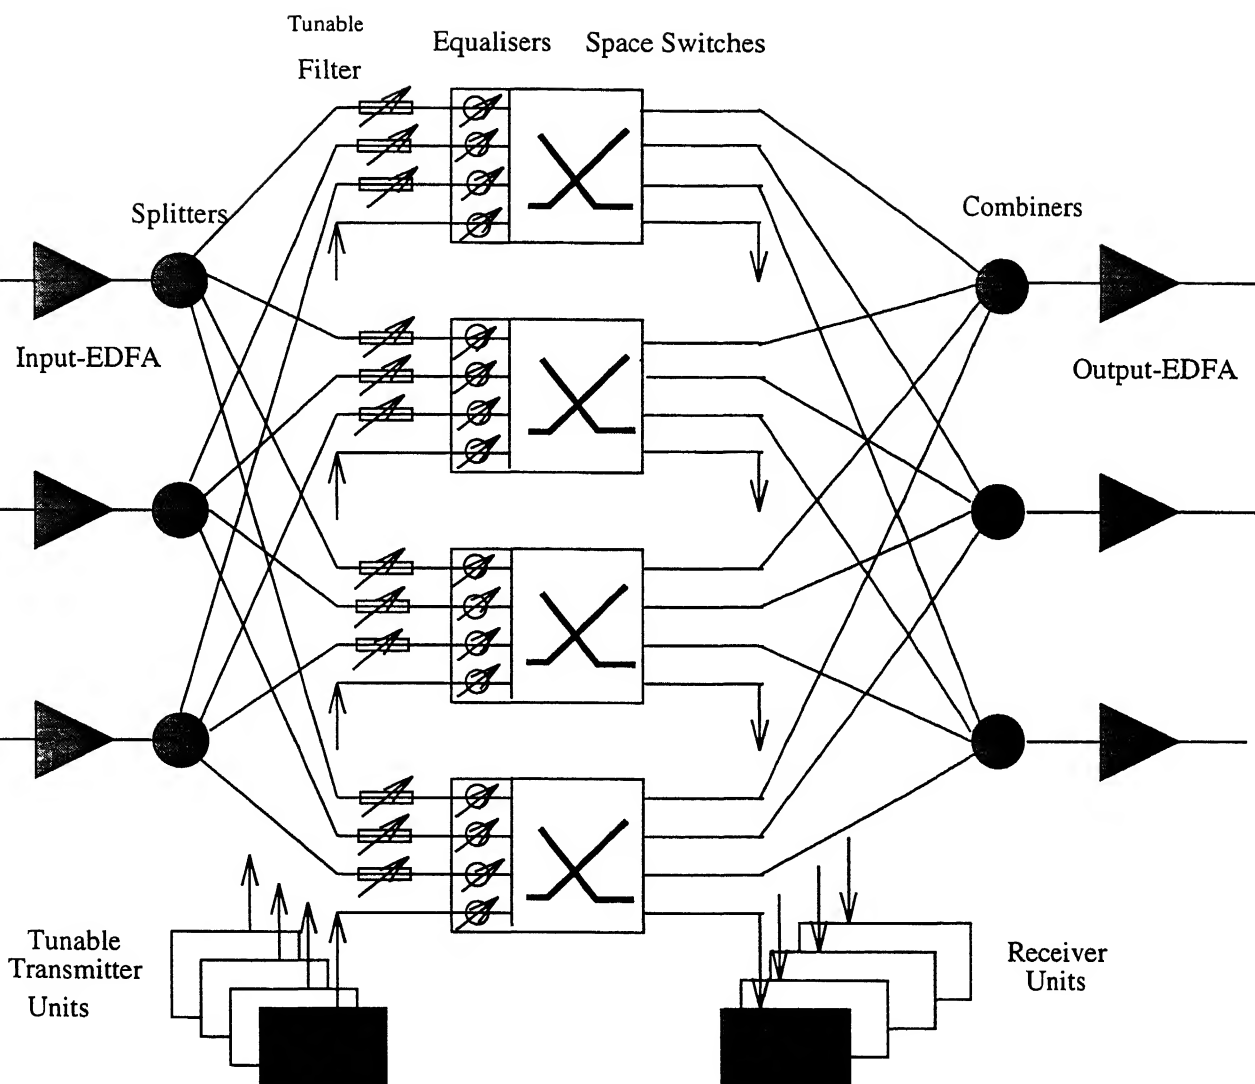 Tunable
Filter
Equalisers
Space Switches
Splitters
Combiners
Input-EDFA
Output-EDFA
Tunable
Transmitter
Units
Receiver
Units